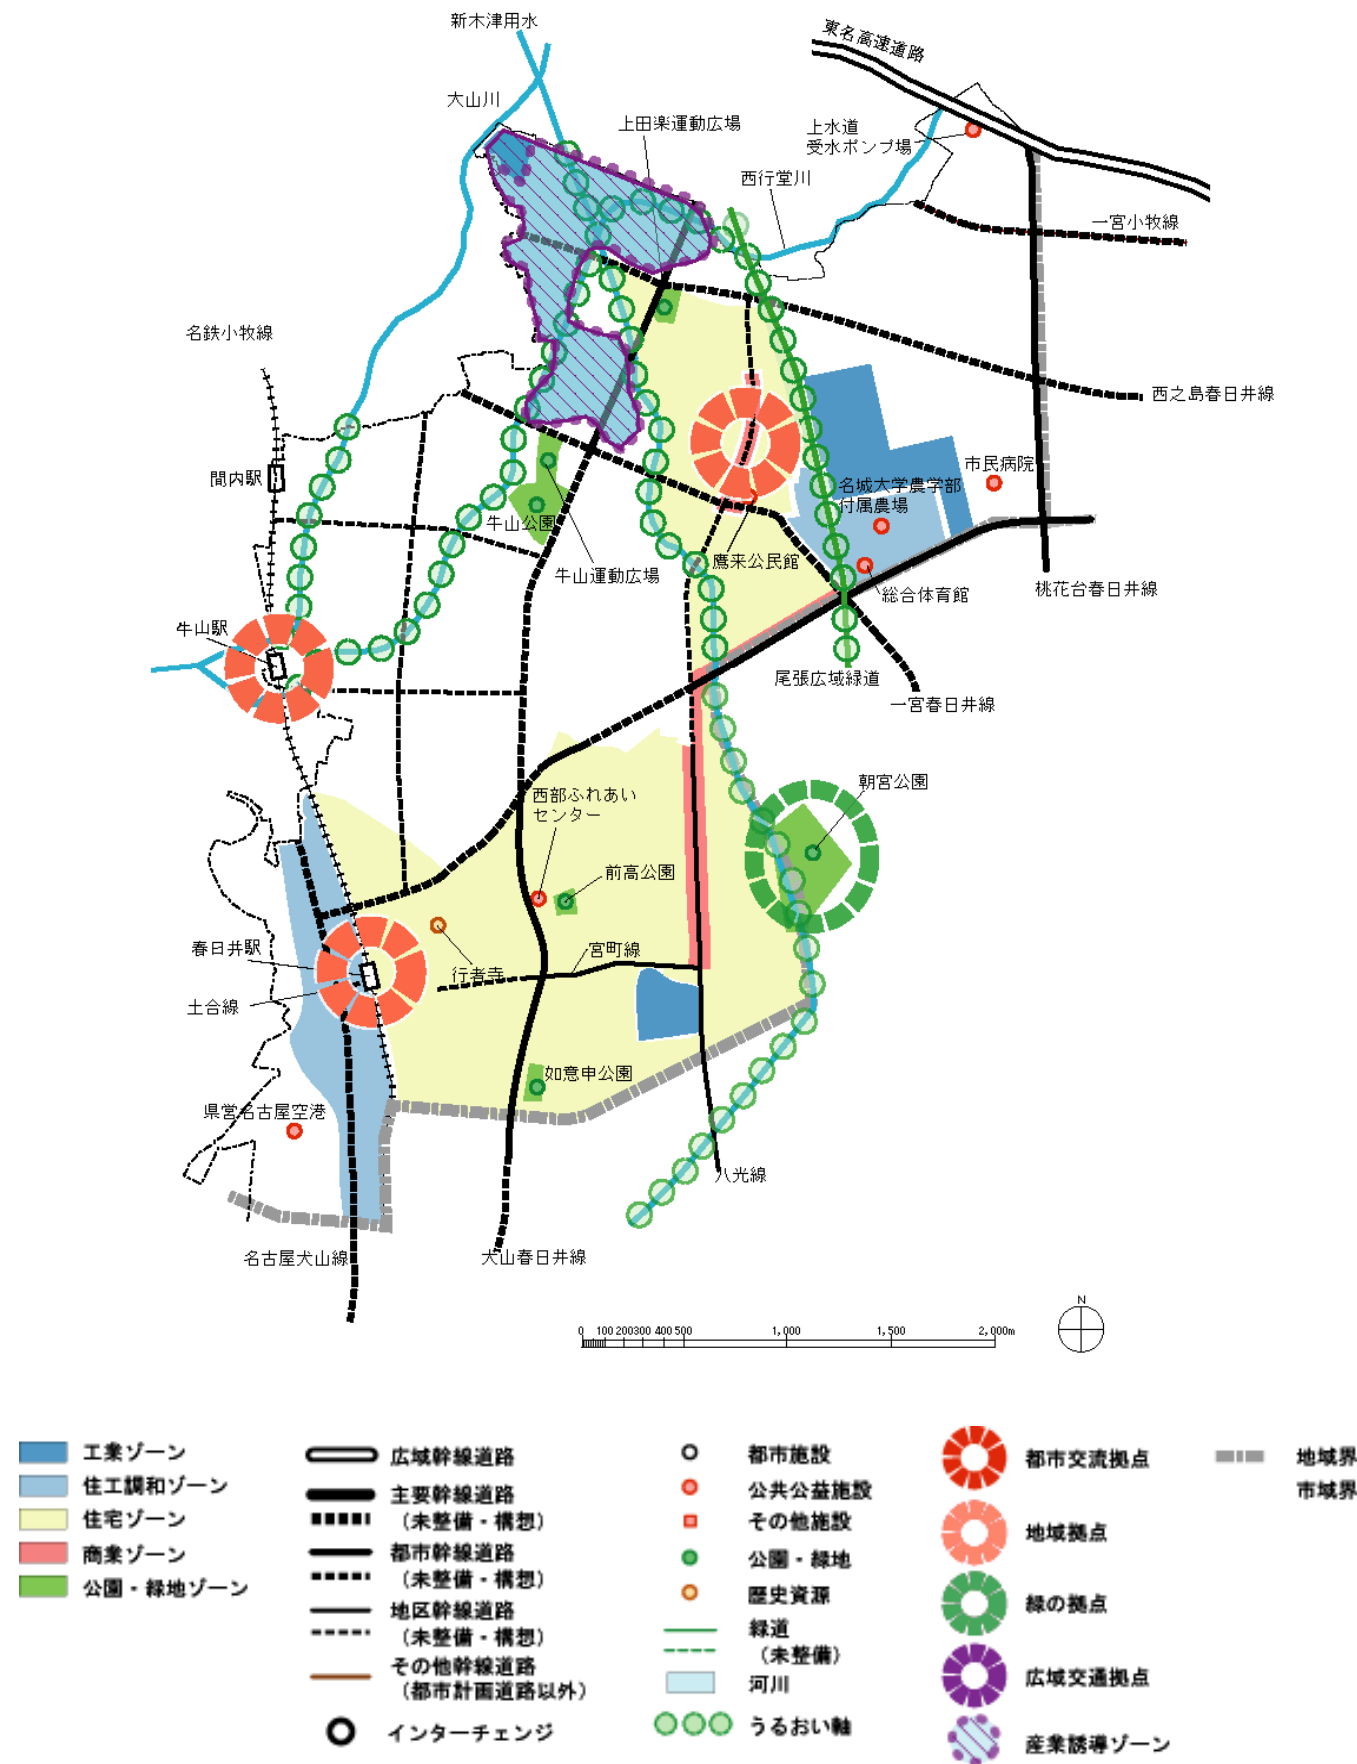 新木津用水
東名高速道路
大山川
上田楽運動広場
上水道
受水ポンプ場
西行堂川
一宮小牧線
名鉄小牧線
西之島春日井線
間内駅
市民病院
名城大学農学部
付属農場
牛山公園
鷹来公民館
牛山運動広場
総合体育館
桃花台春日井線
牛山駅
尾張広域緑道
一宮春日井線
朝宮公園
西部ふれあい
センター
前高公園
春日井駅
宮町線
行者寺
土合線
如意申公園
県営名古屋空港
八光線
名古屋犬山線
犬山春日井線
N
0 100 200 300 400 500 1,000 1,500 2,000m
工業ゾーン
住工調和ゾーン
住宅ゾーン
商業ゾーン
公園・緑地ゾーン
広域幹線道路
主要幹線道路
(未整備・構想)
都市幹線道路
(未整備・構想)
地区幹線道路
(未整備・構想)
その他幹線道路
(都市計画道路以外)
インターチェンジ
都市施設
公共公益施設
その他施設
公園・緑地
歴史資源
緑道
(未整備)
河川
うるおい軸
都市交流拠点
地域拠点
緑の拠点
広域交通拠点
産業誘導ゾーン
地域界
市域界